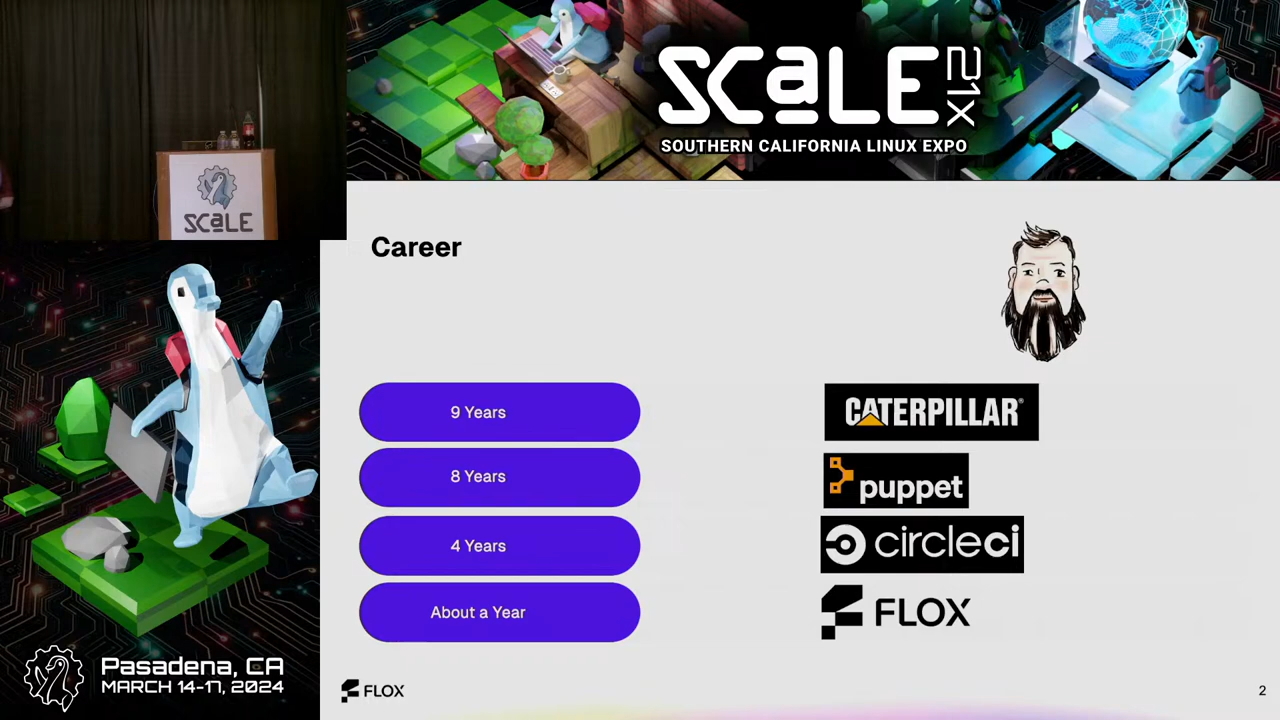 SCaLE 21X
SOUTHERN CALIFORNIA LINUX EXPO
SCaLE
Career
9 Years
CATERPILLAR®
8 Years
puppet
4 Years
circleci
About a Year
FLOX
Pasadena, CA
MARCH 14-17, 2024
FLOX
2